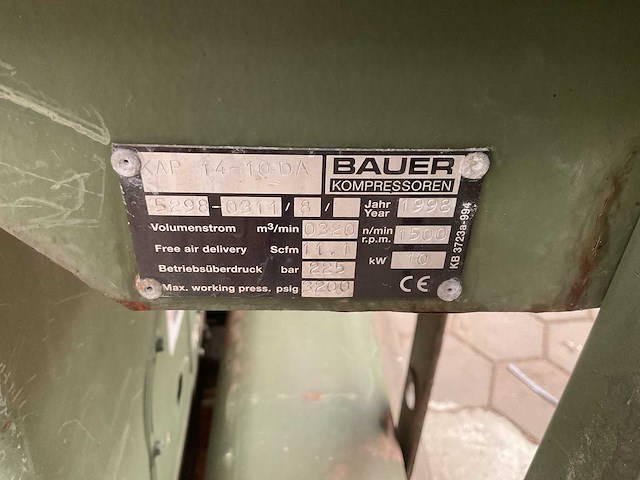 KAP 14-10-DA
BAUER
KOMPRESSOREN
5298-0311/8/
Jahr Year 1998
Volumenstrom m³/min 0320
n/min r.p.m. 1500
Free air delivery Scfm 11.1
kW 10
Betriebsüberdruck bar 225
Max. working press. psig 3200
CE
KB 3723a-994